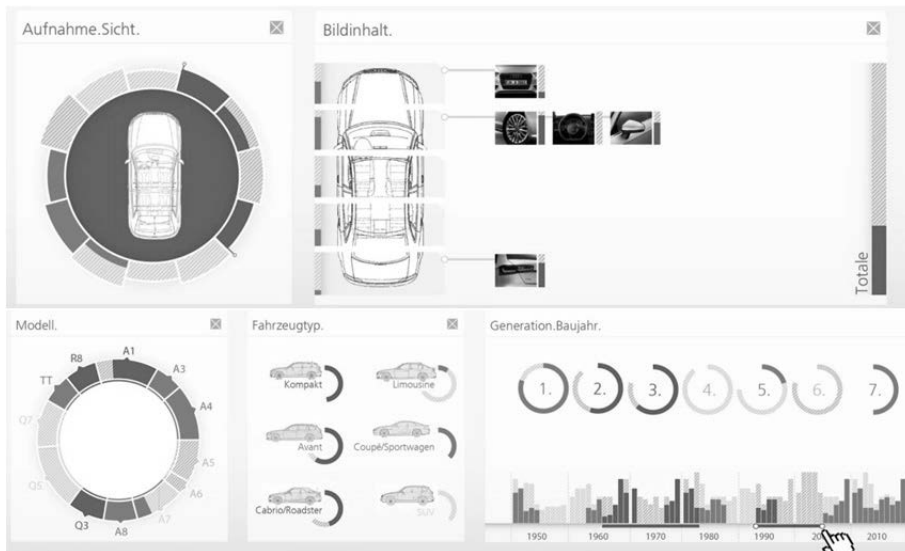 Aufnahme.Sicht.
Bildinhalt.
Totale
Modell.
Fahrzeugtyp.
Generation.Baujahr.
R8
A1
TT
A3
A4
Q7
A5
Q5
A6
A7
Q3
A8
Kompakt
Limousine
Avant
Coupé/Sportwagen
Cabrio/Roadster
SUV
1. 2. 3. 4. 5. 6. 7.
1950 1960 1970 1980 1990 2010